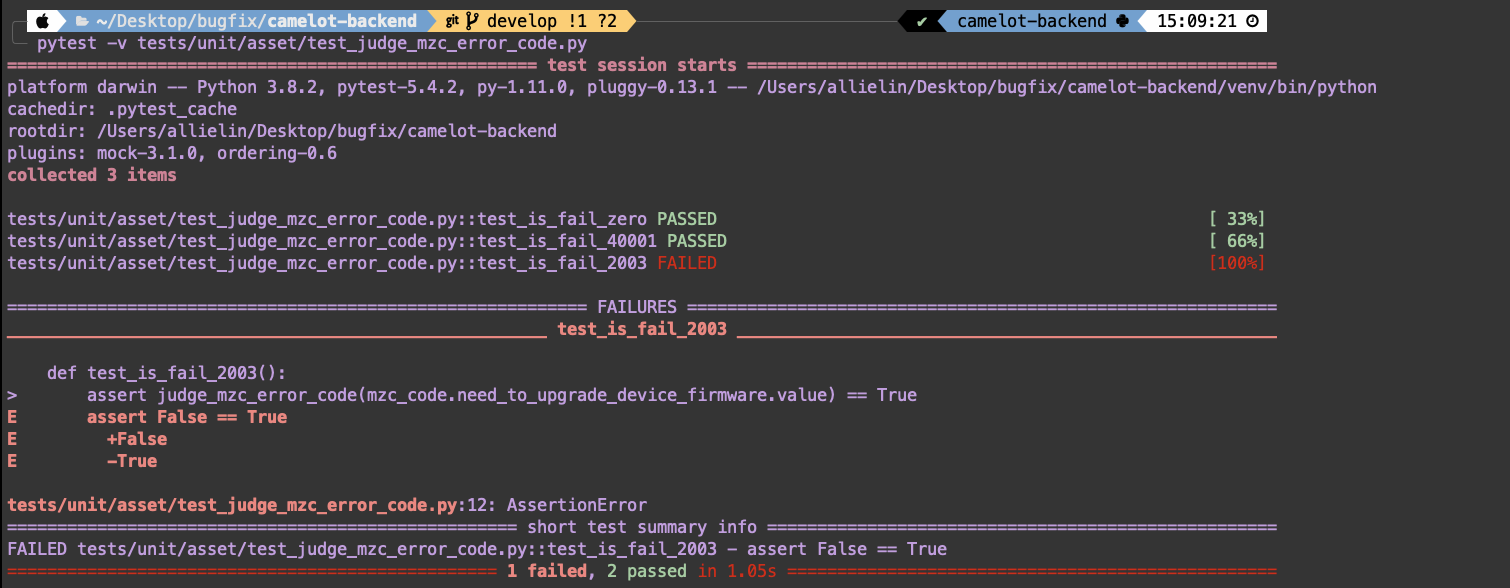 ~/Desktop/bugfix/camelot-backend git develop !1 ?2 ✔ camelot-backend 15:09:21
pytest -v tests/unit/asset/test_judge_mzc_error_code.py
===================================================== test session starts =====================================================
platform darwin -- Python 3.8.2, pytest-5.4.2, py-1.11.0, pluggy-0.13.1 -- /Users/allielin/Desktop/bugfix/camelot-backend/venv/bin/python
cachedir: .pytest_cache
rootdir: /Users/allielin/Desktop/bugfix/camelot-backend
plugins: mock-3.1.0, ordering-0.6
collected 3 items
tests/unit/asset/test_judge_mzc_error_code.py::test_is_fail_zero PASSED [ 33%]
tests/unit/asset/test_judge_mzc_error_code.py::test_is_fail_40001 PASSED [ 66%]
tests/unit/asset/test_judge_mzc_error_code.py::test_is_fail_2003 FAILED [100%]
========================================================== FAILURES ===========================================================
______________________________________________________ test_is_fail_2003 ______________________________________________________
def test_is_fail_2003():
> assert judge_mzc_error_code(mzc_code.need_to_upgrade_device_firmware.value) == True
E assert False == True
E +False
E -True
tests/unit/asset/test_judge_mzc_error_code.py:12: AssertionError
=================================================== short test summary info ===================================================
FAILED tests/unit/asset/test_judge_mzc_error_code.py::test_is_fail_2003 - assert False == True
================================================= 1 failed, 2 passed in 1.05s =================================================